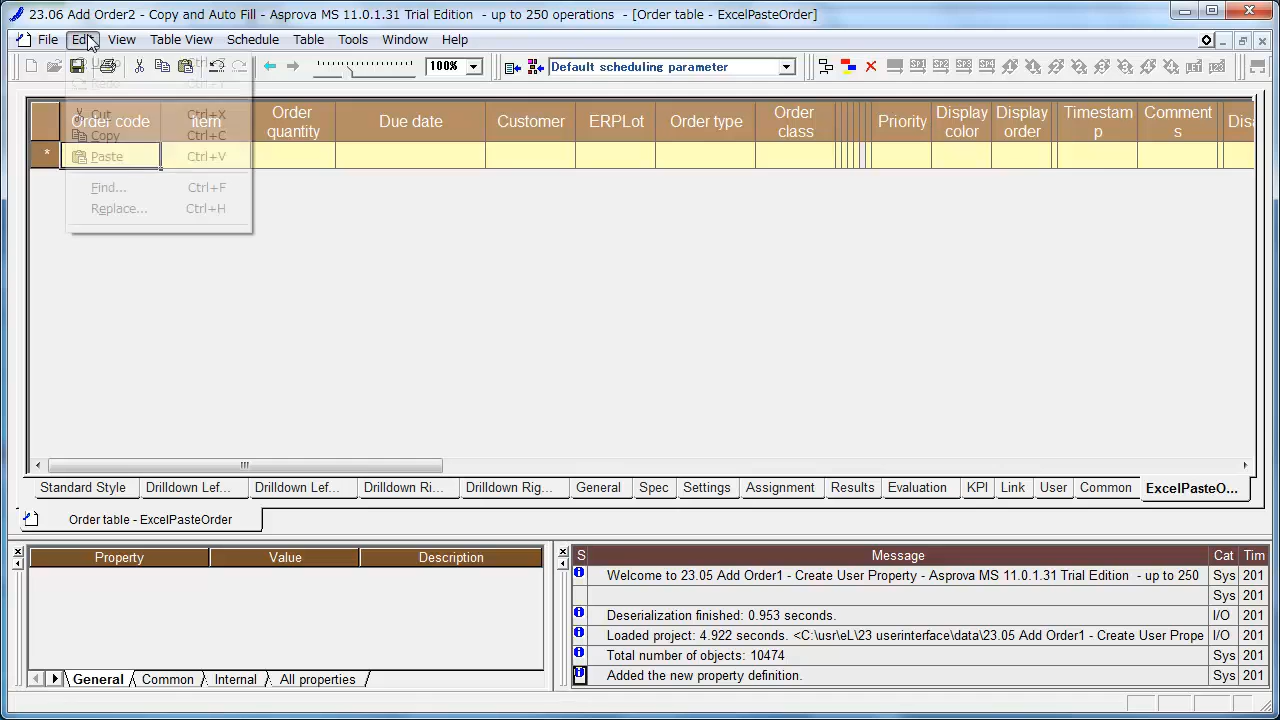 23.06 Add Order2 - Copy and Auto Fill - Asprova MS 11.0.1.31 Trial Edition - up to 250 operations - [Order table - ExcelPasteOrder]
File Edit View Table View Schedule Table Tools Window Help
100% Default scheduling parameter
Order code Item Order quantity Due date Customer ERPLot Order type Order class Priority Display color Display order Timestamp Comments Disa
*
Cut Ctrl+X
Copy Ctrl+C
Paste Ctrl+V
Find... Ctrl+F
Replace... Ctrl+H
Standard Style Drilldown Lef... Drilldown Lef... Drilldown Ri... Drilldown Rig... General Spec Settings Assignment Results Evaluation KPI Link User Common ExcelPasteO...
Order table - ExcelPasteOrder
Property Value Description
General Common Internal All properties
S Message Cat Tim
Welcome to 23.05 Add Order1 - Create User Property - Asprova MS 11.0.1.31 Trial Edition - up to 250 Sys 201
Sys 201
Deserialization finished: 0.953 seconds. I/O 201
Loaded project: 4.922 seconds. <C:\usr\eL\23 userinterface\data\23.05 Add Order1 - Create User Prope I/O 201
Total number of objects: 10474 Sys 201
Added the new property definition. Sys 201